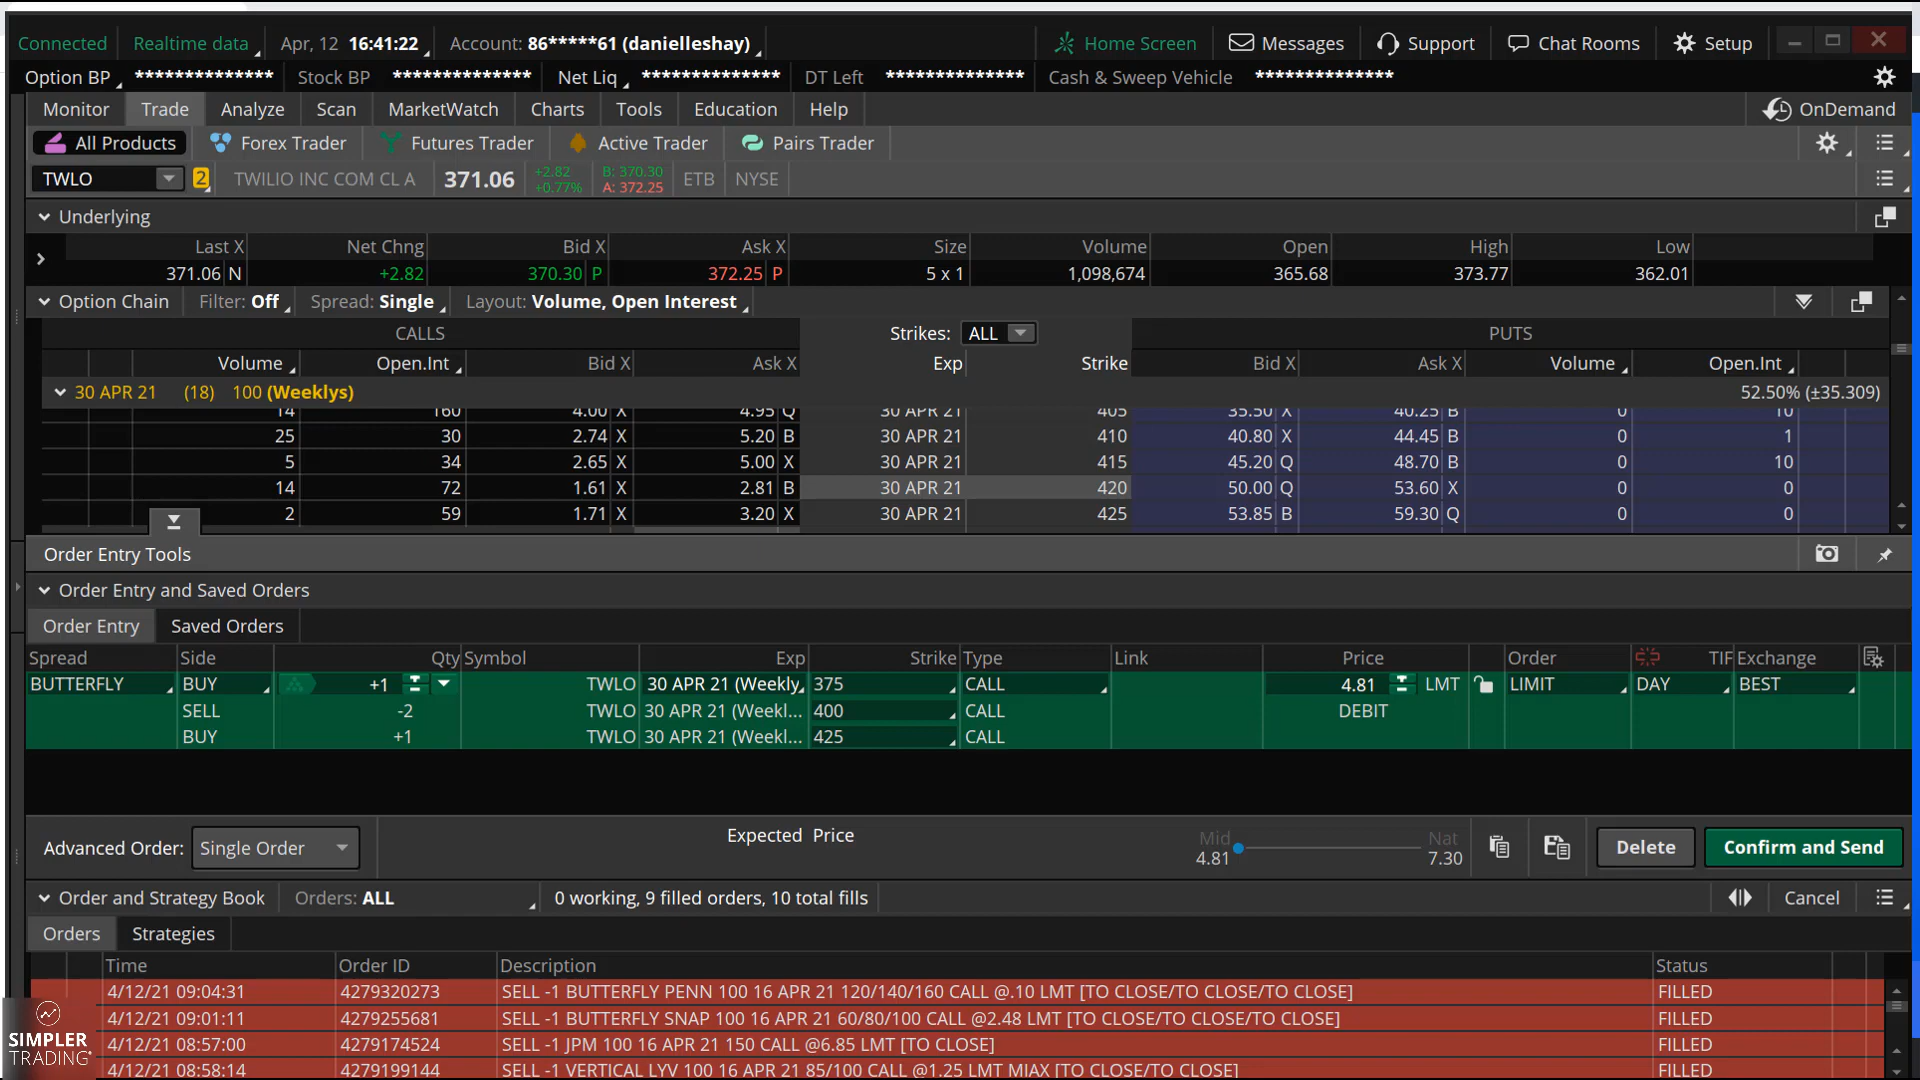 Connected Realtime data Apr, 12 16:41:22 Account: 86*****61 (danielleshay) Home Screen Messages Support Chat Rooms Setup
Option BP ************** Stock BP ************** Net Liq ************** DT Left ************** Cash & Sweep Vehicle **************
Monitor Trade Analyze Scan MarketWatch Charts Tools Education Help OnDemand
All Products Forex Trader Futures Trader Active Trader Pairs Trader
TWLO 2 TWILIO INC COM CL A 371.06 +2.82 +0.77% B: 370.30 A: 372.25 ETB NYSE
Underlying
Last X Net Chng Bid X Ask X Size Volume Open High Low
371.06 N +2.82 370.30 P 372.25 P 5 x 1 1,098,674 365.68 373.77 362.01
Option Chain Filter: Off Spread: Single Layout: Volume, Open Interest
CALLS Strikes: ALL PUTS
Volume Open.Int Bid X Ask X Exp Strike Bid X Ask X Volume Open.Int
30 APR 21 (18) 100 (Weeklys) 52.50% (±35.309)
14 160 4.00 X 4.95 Q 30 APR 21 405 35.50 X 40.25 B 0 10
25 30 2.74 X 5.20 B 30 APR 21 410 40.80 X 44.45 B 0 1
5 34 2.65 X 5.00 X 30 APR 21 415 45.20 Q 48.70 B 0 10
14 72 1.61 X 2.81 B 30 APR 21 420 50.00 Q 53.60 X 0 0
2 59 1.71 X 3.20 X 30 APR 21 425 53.85 B 59.30 Q 0 0
Order Entry Tools
Order Entry and Saved Orders
Order Entry Saved Orders
Spread Side Qty Symbol Exp Strike Type Link Price Order TIF Exchange
BUTTERFLY BUY +1 TWLO 30 APR 21 (Weekly 375 CALL 4.81 LMT LIMIT DAY BEST
SELL -2 TWLO 30 APR 21 (Weekl... 400 CALL DEBIT
BUY +1 TWLO 30 APR 21 (Weekl... 425 CALL
Advanced Order: Single Order Expected Price Mid 4.81 Nat 7.30 Delete Confirm and Send
Order and Strategy Book Orders: ALL 0 working, 9 filled orders, 10 total fills Cancel
Orders Strategies
Time Order ID Description Status
4/12/21 09:04:31 4279320273 SELL -1 BUTTERFLY PENN 100 16 APR 21 120/140/160 CALL @.10 LMT [TO CLOSE/TO CLOSE/TO CLOSE] FILLED
4/12/21 09:01:11 4279255681 SELL -1 BUTTERFLY SNAP 100 16 APR 21 60/80/100 CALL @2.48 LMT [TO CLOSE/TO CLOSE/TO CLOSE] FILLED
4/12/21 08:57:00 4279174524 SELL -1 JPM 100 16 APR 21 150 CALL @6.85 LMT [TO CLOSE] FILLED
4/12/21 08:58:14 4279199144 SELL -1 VERTICAL LYV 100 16 APR 21 85/100 CALL @1.25 LMT MIAX [TO CLOSE/TO CLOSE] FILLED
SIMPLER
TRADING